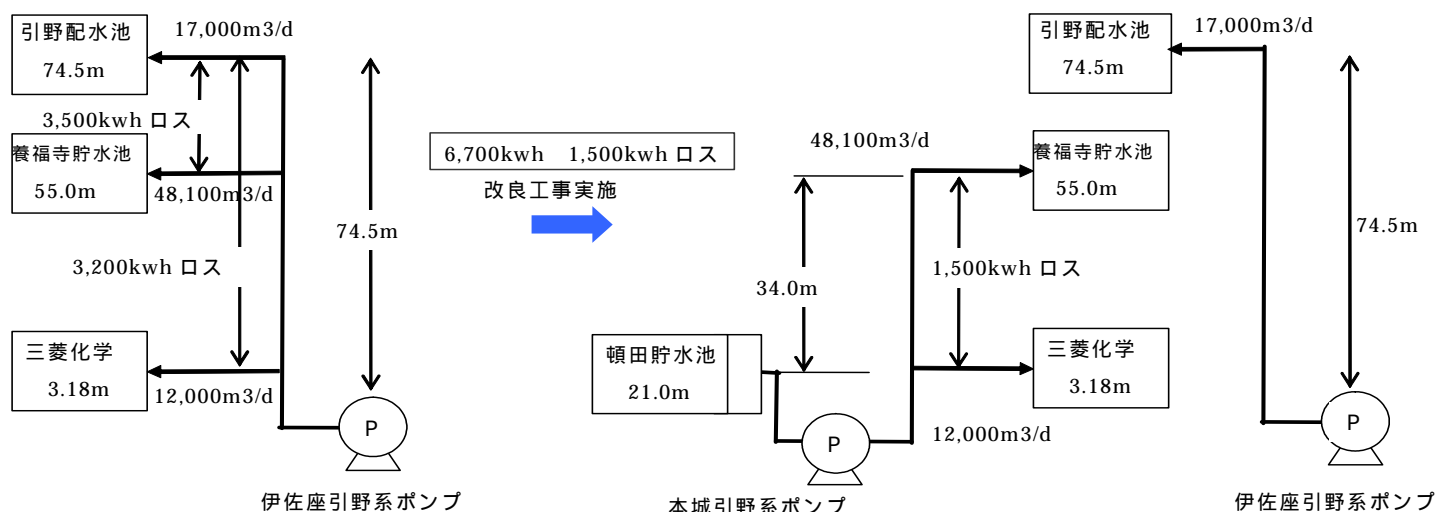 引野配水池
74.5m
17,000m3/d
3,500kwh ロス
養福寺貯水池
55.0m
48,100m3/d
74.5m
3,200kwh ロス
三菱化学
3.18m
12,000m3/d
P
伊佐座引野系ポンプ
6,700kwh 1,500kwh ロス
改良工事実施
48,100m3/d
養福寺貯水池
55.0m
34.0m
1,500kwh ロス
頓田貯水池
21.0m
三菱化学
3.18m
12,000m3/d
P
本城引野系ポンプ
引野配水池
74.5m
17,000m3/d
74.5m
P
伊佐座引野系ポンプ